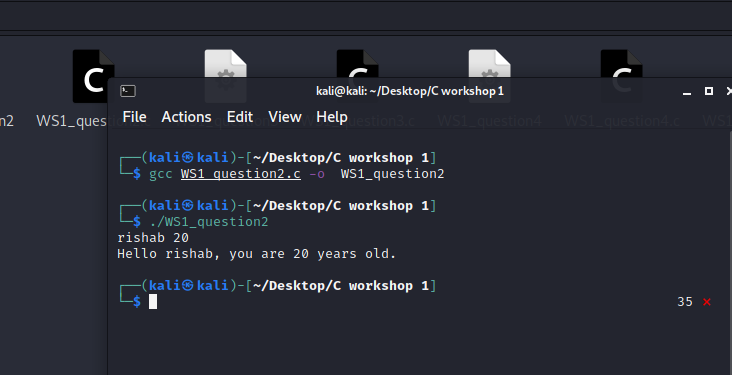 n2
WS1_quest
question3.c
WS1_question4
WS1_question4.c
WS1
kali@kali: ~/Desktop/C workshop 1
File Actions Edit View Help
┌──(kali㉿kali)-[~/Desktop/C workshop 1]
└─$ gcc WS1_question2.c -o  WS1_question2
┌──(kali㉿kali)-[~/Desktop/C workshop 1]
└─$ ./WS1_question2
rishab 20
Hello rishab, you are 20 years old.
┌──(kali㉿kali)-[~/Desktop/C workshop 1]
└─$ 35 ✗